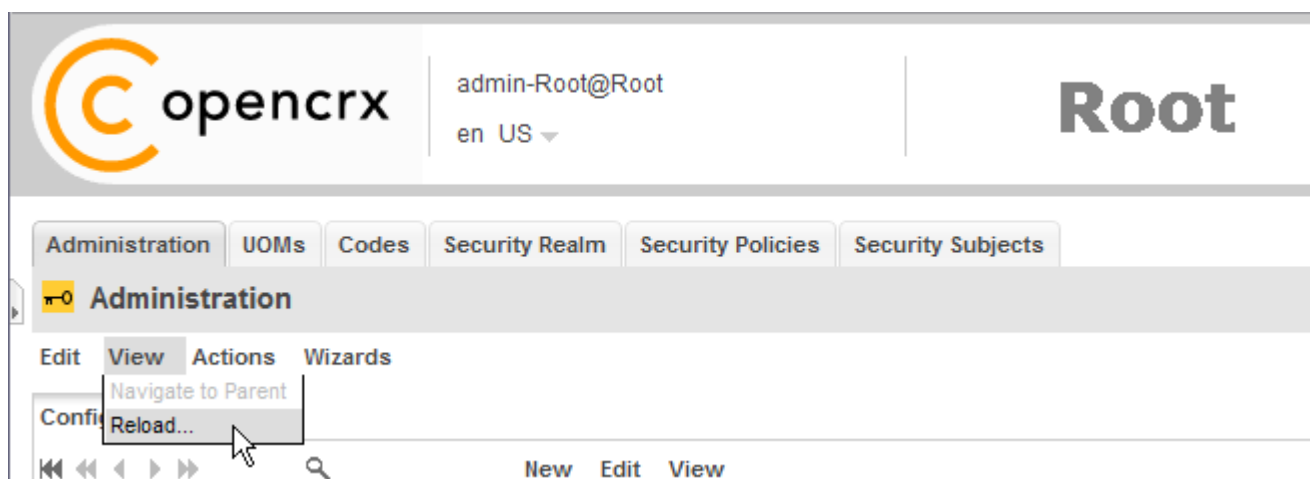 opencrx
admin-Root@Root
en US
Root
Administration UOMs Codes Security Realm Security Policies Security Subjects
Administration
Edit View Actions Wizards
Navigate to Parent
Reload...
New Edit View